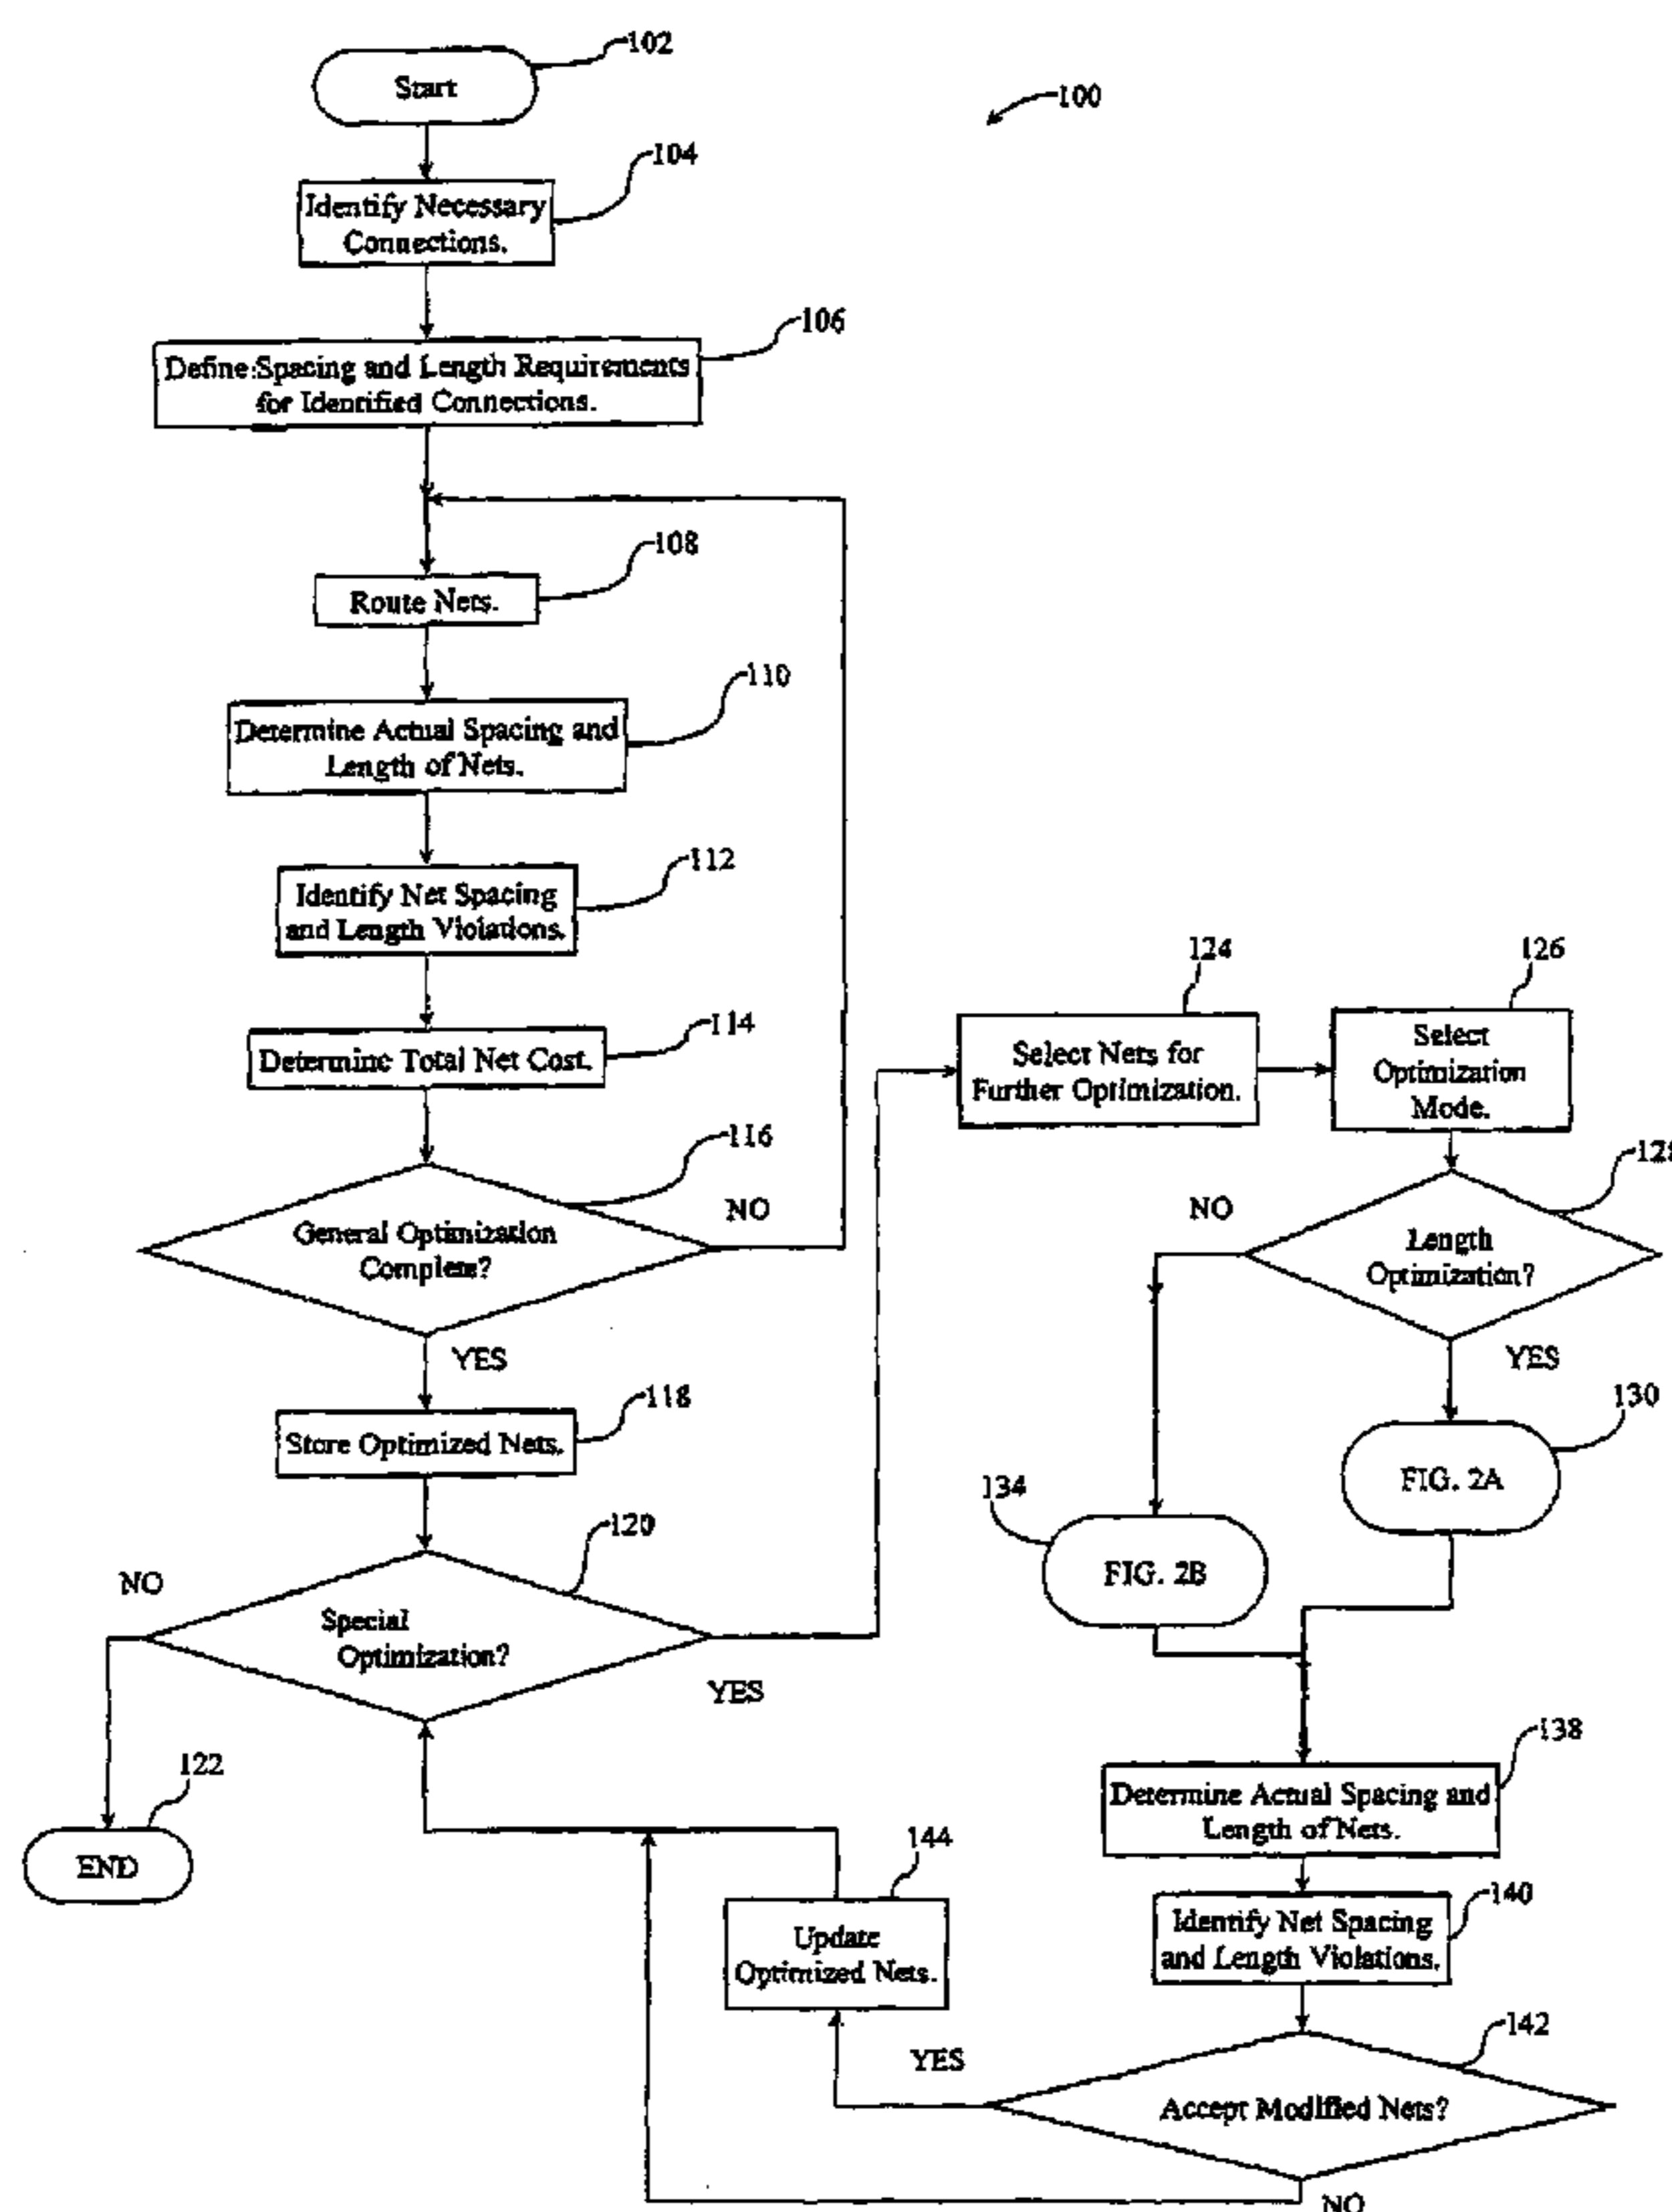 102
Start
100
104
Identify Necessary
Connections.
106
Define Spacing and Length Requirements
for Identified Connections.
108
Route Nets.
110
Determine Actual Spacing and
Length of Nets.
112
Identify Net Spacing
and Length Violations.
114
Determine Total Net Cost.
116
General Optimization
Complete?
NO
YES
118
Store Optimized Nets.
120
NO
Special
Optimization?
YES
122
END
124
Select Nets for
Further Optimization.
126
Select
Optimization
Mode.
128
NO
Length
Optimization?
YES
130
FIG. 2A
134
FIG. 2B
138
Determine Actual Spacing and
Length of Nets.
140
Identify Net Spacing
and Length Violations.
142
Accept Modified Nets?
YES
NO
144
Update
Optimized Nets.